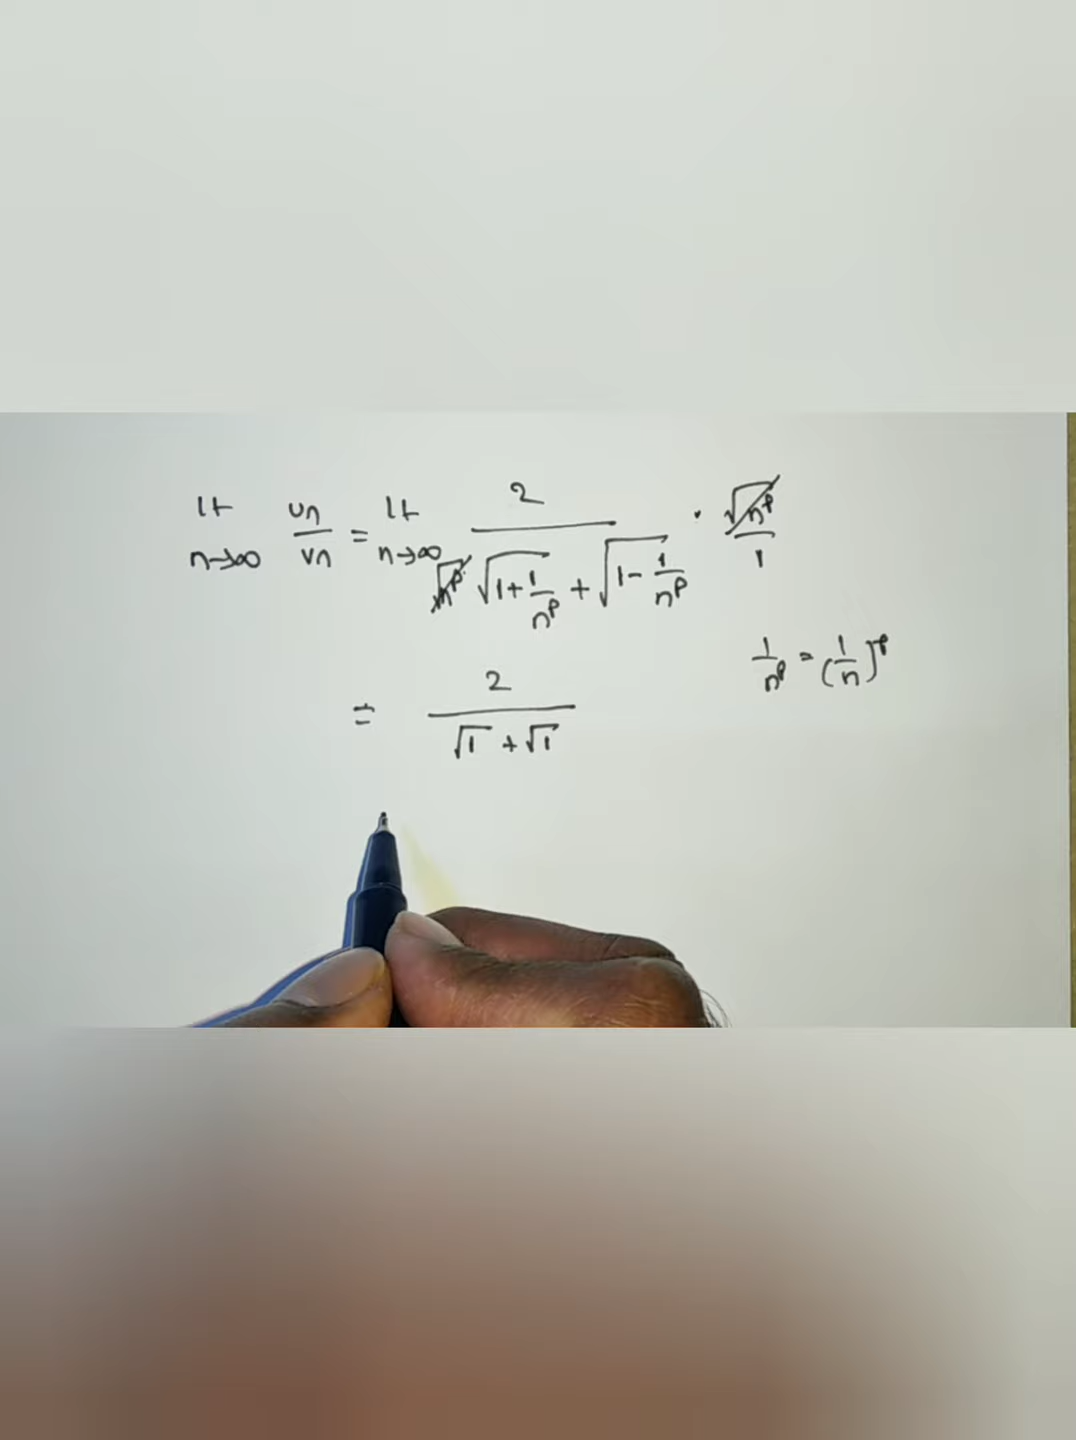 lt n→∞ un/vn = lt n→∞ 2/(√n^p √(1+1/n^p) + √(1-1/n^p)) · √n^p/1
1/n^p = (1/n)^p
= 2/(√1 + √1)